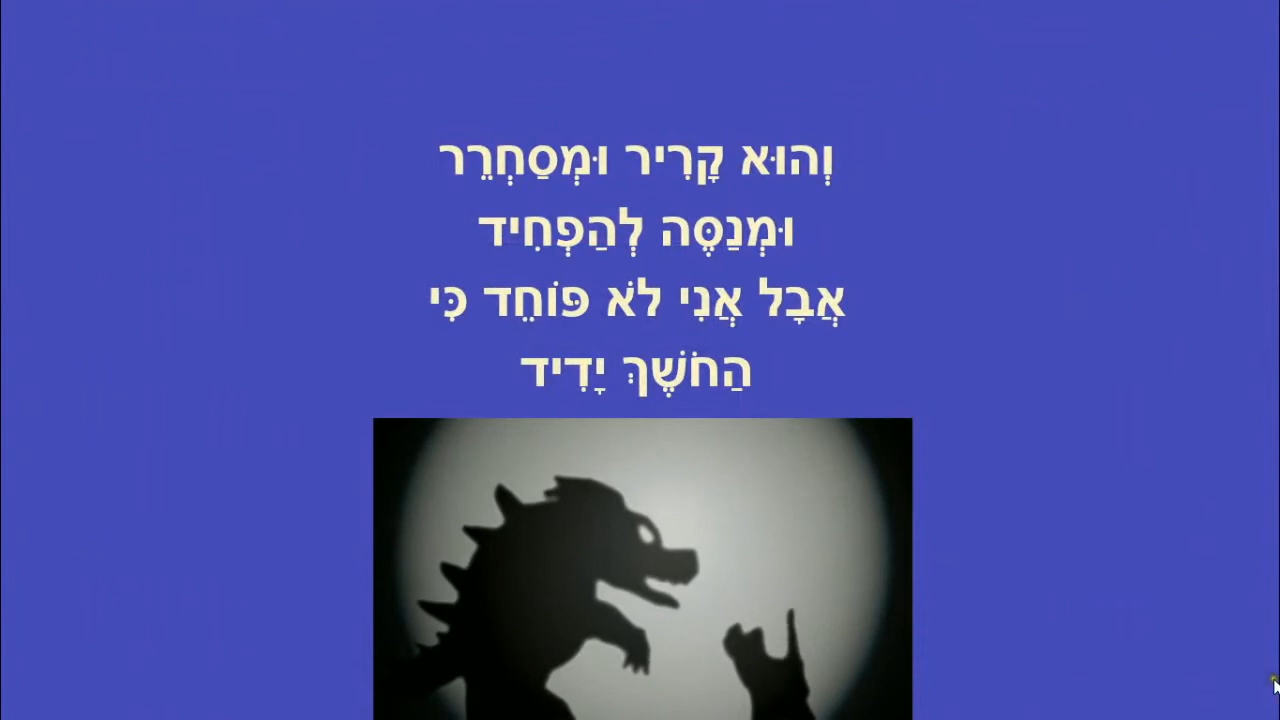 וְהוּא קָרִיר וּמְסַחְרֵר
וּמְנַסֶּה לְהַפְחִיד
אֲבָל אֲנִי לֹא פּוֹחֵד כִּי
הַחֹשֶׁךְ יָדִיד